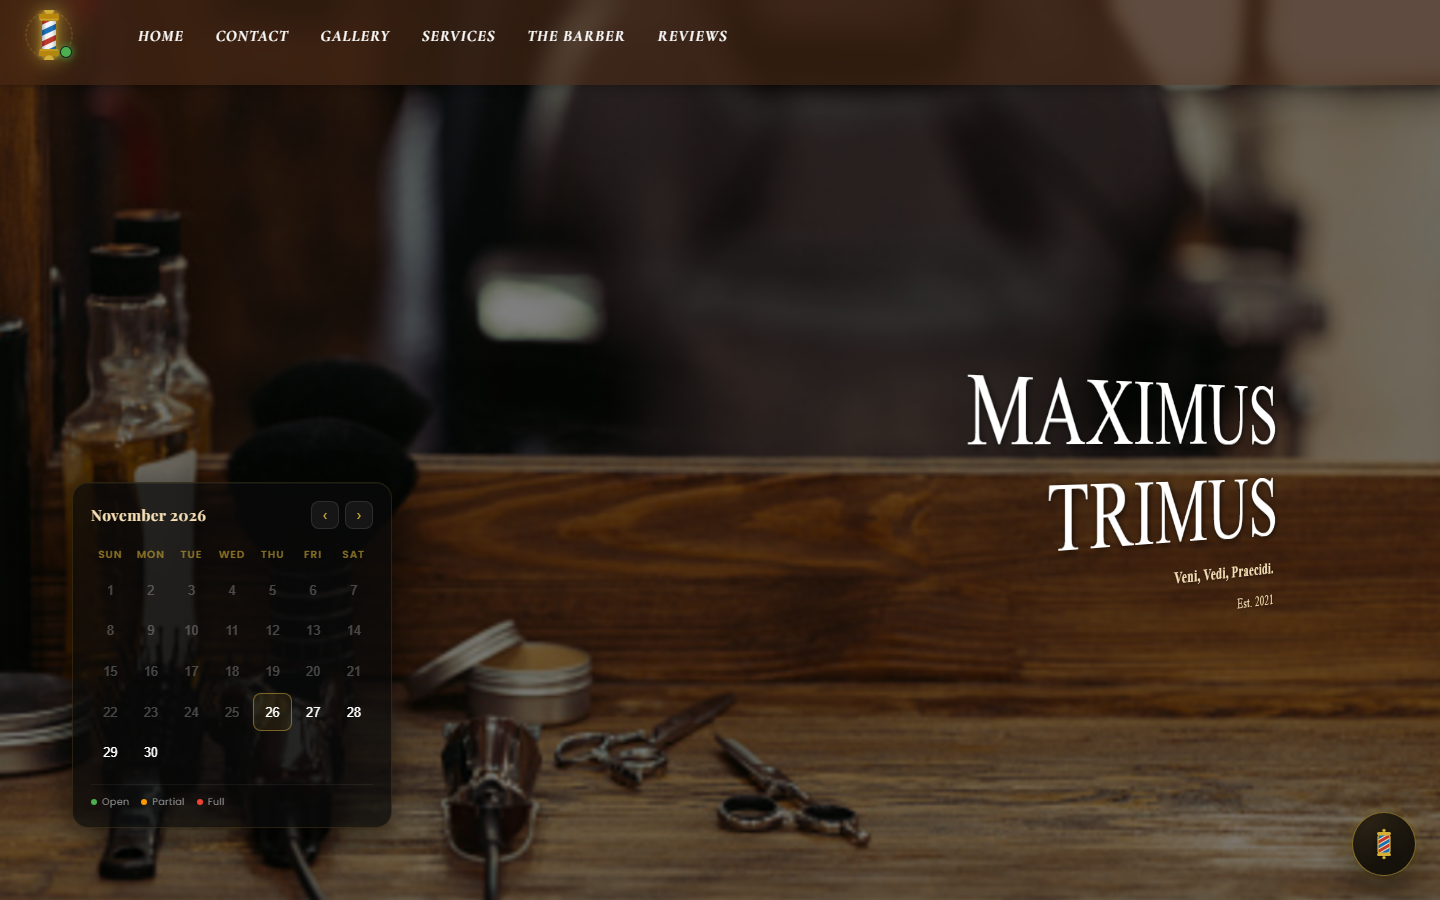 HOME CONTACT GALLERY SERVICES THE BARBER REVIEWS
MAXIMUS
TRIMUS
Veni, Vedi, Praecidi.
Est. 2021
November 2026 ‹ ›
SUN MON TUE WED THU FRI SAT
1 2 3 4 5 6 7
8 9 10 11 12 13 14
15 16 17 18 19 20 21
22 23 24 25 26 27 28
29 30
Open Partial Full